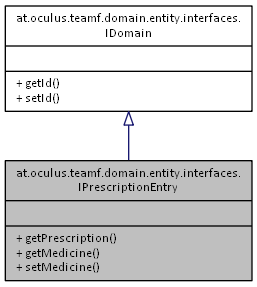 at.oculus.teamf.domain.entity.interfaces.
IDomain
+ getId()
+ setId()
at.oculus.teamf.domain.entity.interfaces.
IPrescriptionEntry
+ getPrescription()
+ getMedicine()
+ setMedicine()